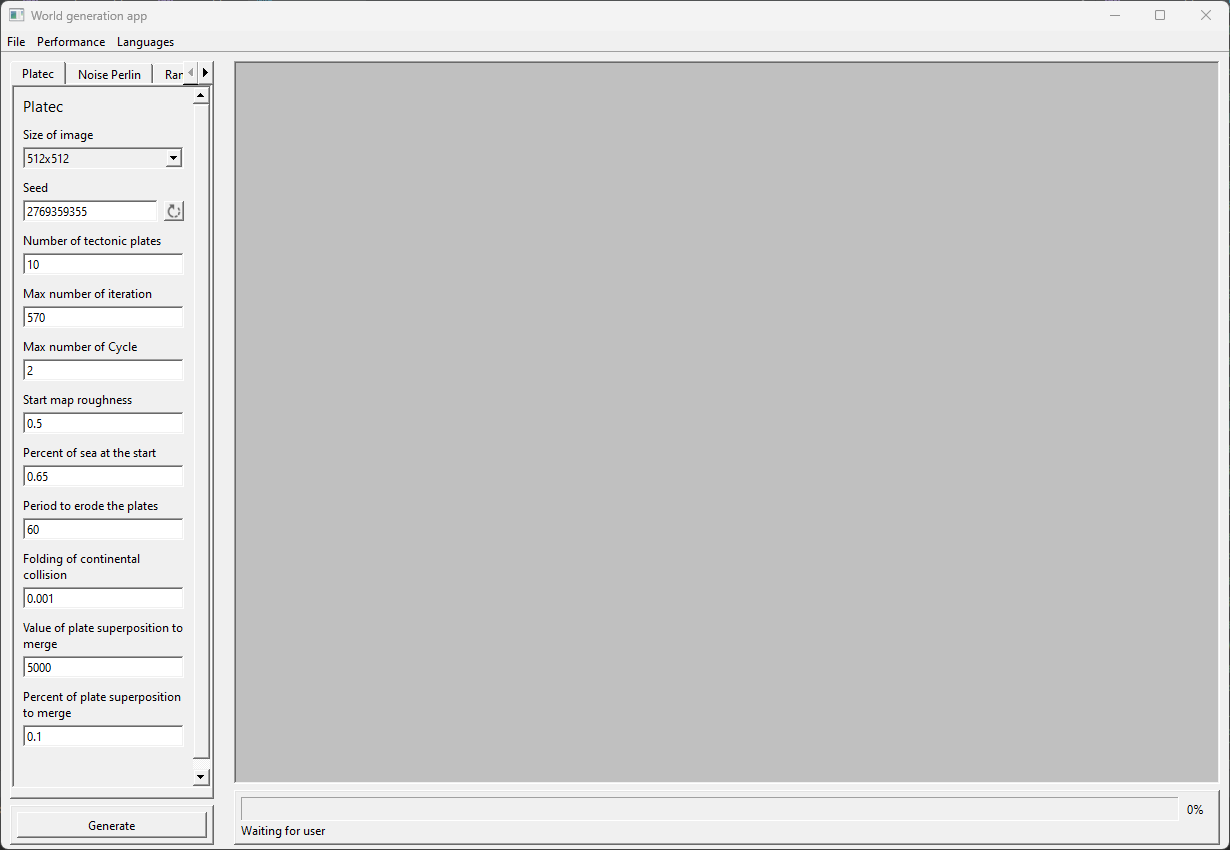 World generation app
File Performance Languages
Platec Noise Perlin Ran
Platec
Size of image
512x512
Seed
2769359355
Number of tectonic plates
10
Max number of iteration
570
Max number of Cycle
2
Start map roughness
0.5
Percent of sea at the start
0.65
Period to erode the plates
60
Folding of continental
collision
0.001
Value of plate superposition to
merge
5000
Percent of plate superposition
to merge
0.1
Generate
0%
Waiting for user